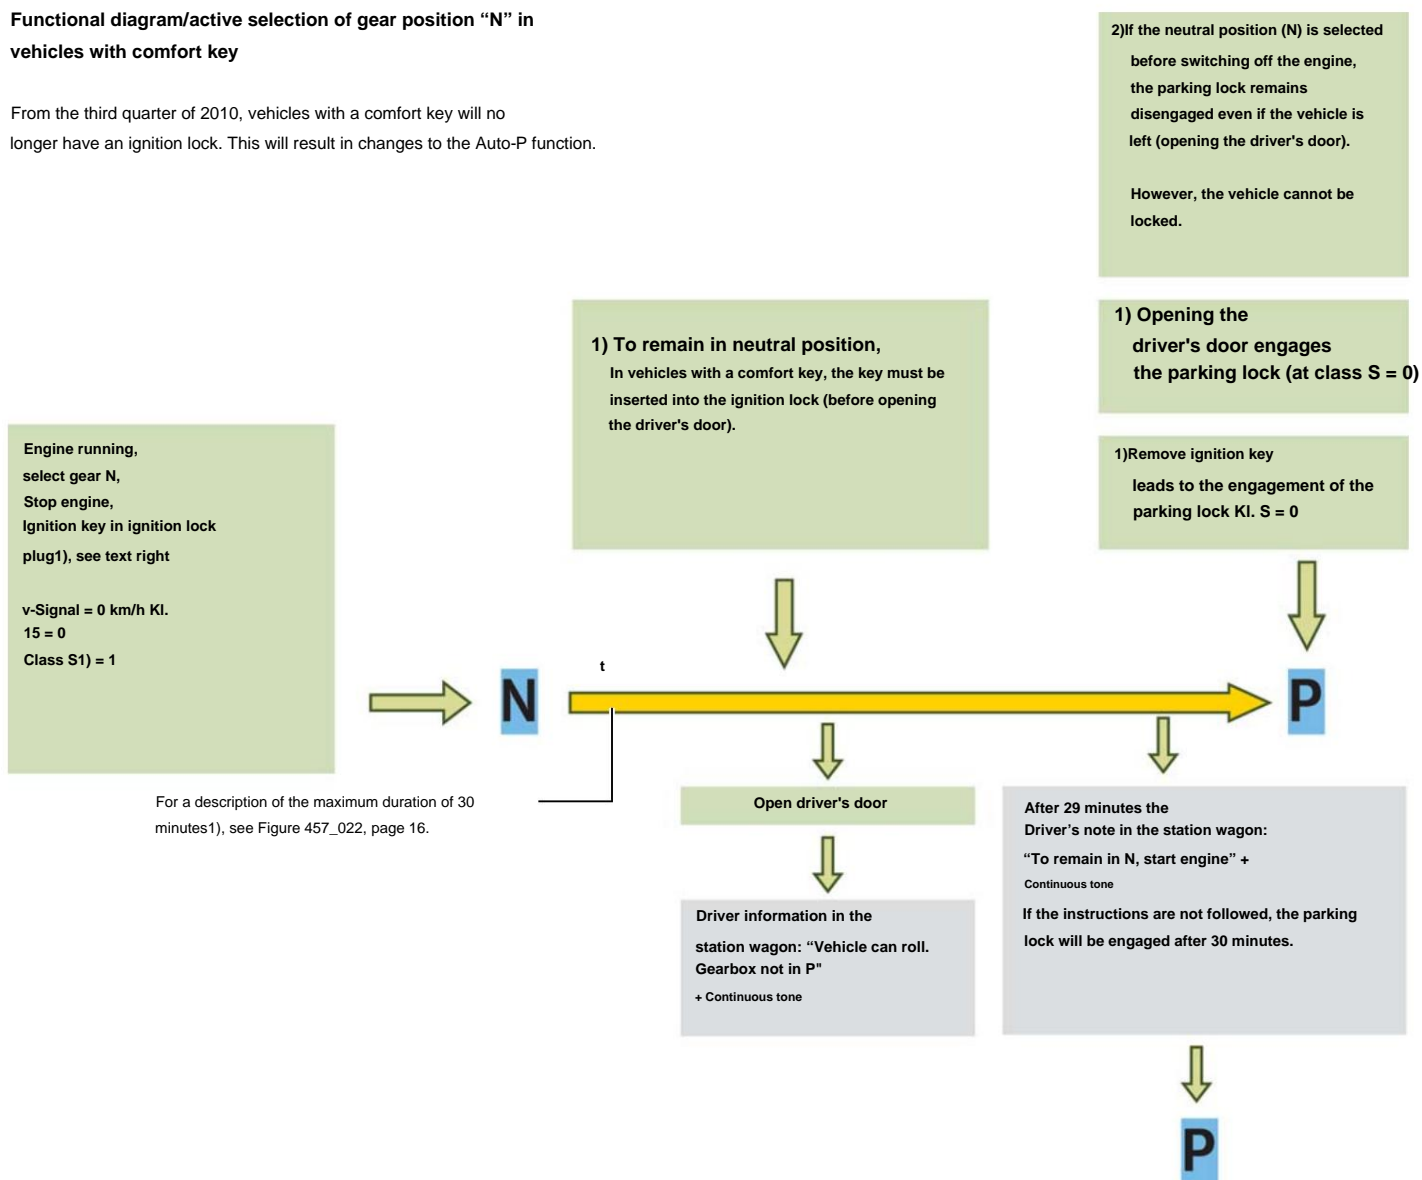 Functional diagram/active selection of gear position “N” in
vehicles with comfort key
From the third quarter of 2010, vehicles with a comfort key will no
longer have an ignition lock. This will result in changes to the Auto-P function.
2)If the neutral position (N) is selected
before switching off the engine,
the parking lock remains
disengaged even if the vehicle is
left (opening the driver's door).
However, the vehicle cannot be
locked.
1) To remain in neutral position,
In vehicles with a comfort key, the key must be
inserted into the ignition lock (before opening
the driver's door).
1) Opening the
driver's door engages
the parking lock (at class S = 0)
1)Remove ignition key
leads to the engagement of the
parking lock Kl. S = 0
Engine running,
select gear N,
Stop engine,
Ignition key in ignition lock
plug1), see text right
v-Signal = 0 km/h Kl.
15 = 0
Class S1) = 1
N
t
P
For a description of the maximum duration of 30
minutes1), see Figure 457_022, page 16.
Open driver's door
Driver information in the
station wagon: “Vehicle can roll.
Gearbox not in P"
+ Continuous tone
After 29 minutes the
Driver’s note in the station wagon:
“To remain in N, start engine” +
Continuous tone
If the instructions are not followed, the parking
lock will be engaged after 30 minutes.
P